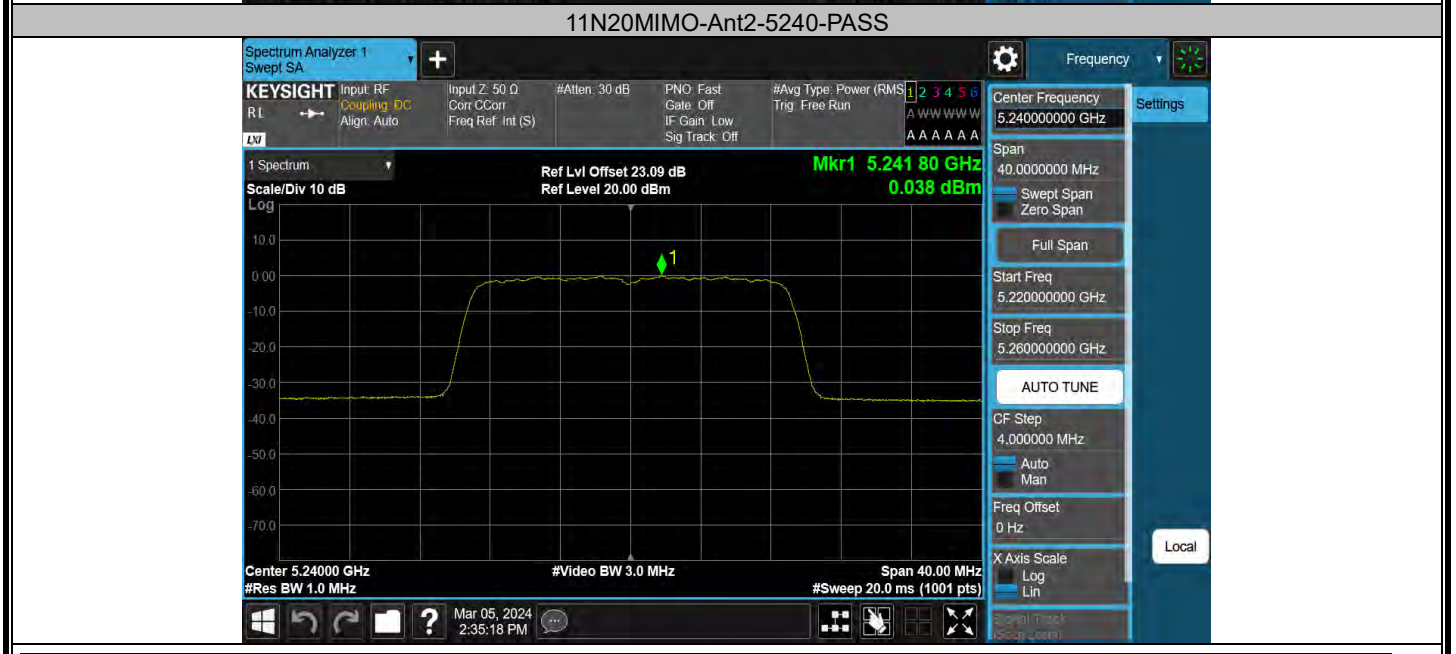 11N20MIMO-Ant2-5240-PASS
Spectrum Analyzer 1
Swept SA
+
Frequency
KEYSIGHT
RL
LXI
Input: RF
Coupling: DC
Align: Auto
Input Z: 50 Ω
Corr CCorr
Freq Ref: Int (S)
#Atten: 30 dB
PNO: Fast
Gate: Off
IF Gain: Low
Sig Track: Off
#Avg Type: Power (RMS
Trig: Free Run
1 2 3 4 5 6
A W W W W W
A A A A A A
1 Spectrum
Scale/Div 10 dB
Log
Ref Lvl Offset 23.09 dB
Ref Level 20.00 dBm
Mkr1 5.241 80 GHz
0.038 dBm
10.0
0.00
-10.0
-20.0
-30.0
-40.0
-50.0
-60.0
-70.0
1
Center 5.24000 GHz
#Res BW 1.0 MHz
#Video BW 3.0 MHz
Span 40.00 MHz
#Sweep 20.0 ms (1001 pts)
Center Frequency
5.240000000 GHz
Settings
Span
40.0000000 MHz
Swept Span
Zero Span
Full Span
Start Freq
5.220000000 GHz
Stop Freq
5.260000000 GHz
AUTO TUNE
CF Step
4.000000 MHz
Auto
Man
Freq Offset
0 Hz
X Axis Scale
Log
Lin
Signal Track
(Span Zoom)
Local
?
Mar 05, 2024
2:35:18 PM